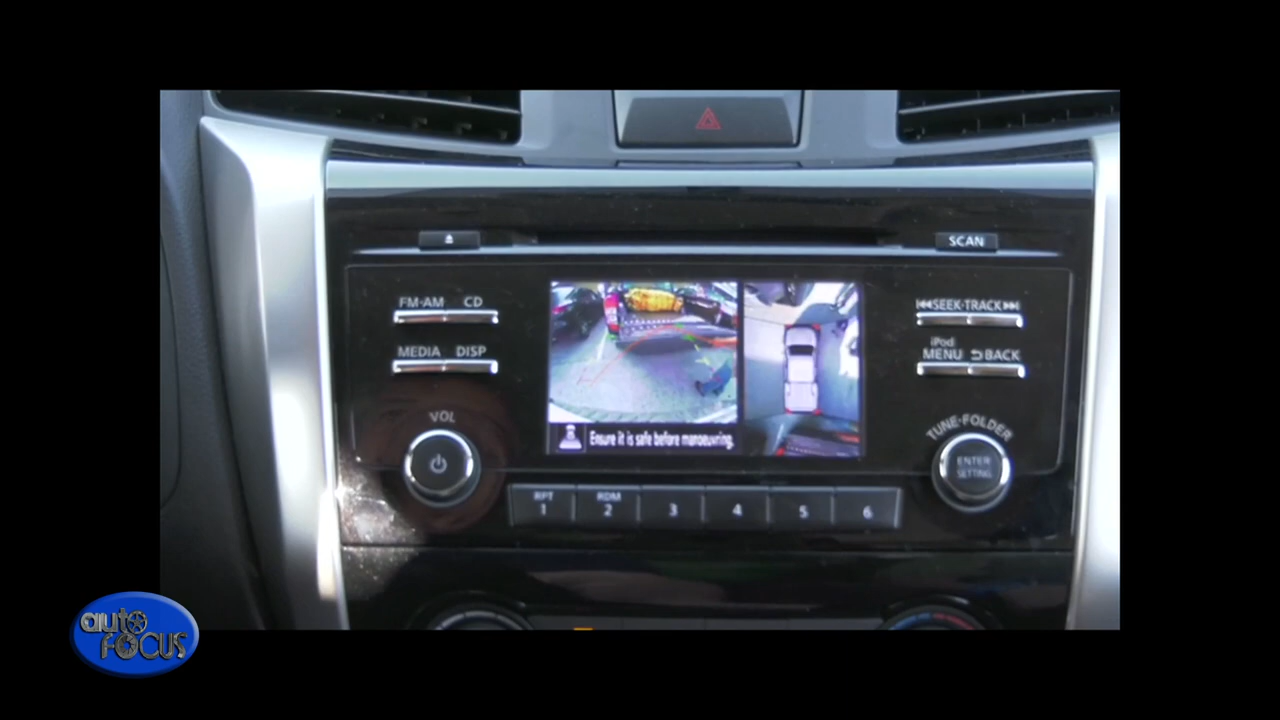 SCAN
FM·AM CD
MEDIA DISP
VOL
SEEK·TRACK
iPod
MENU BACK
TUNE·FOLDER
ENTER
SETTING
Ensure it is safe before manoeuvring.
RPT RDM
1 2 3 4 5 6
auto
FOCUS